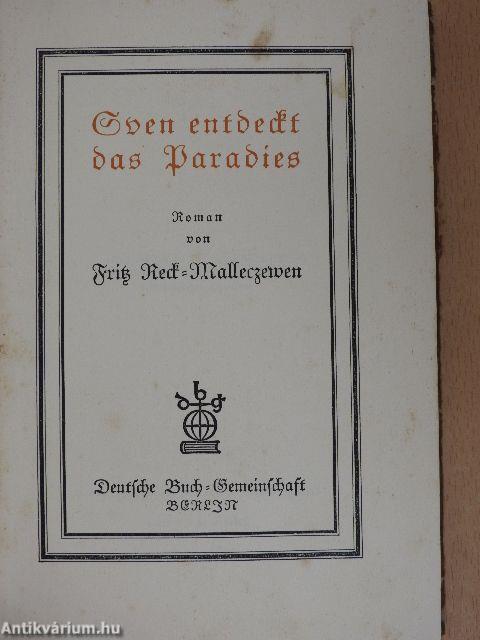 Sven entdeckt
das Paradies
Roman
von
Fritz Reck-Malleczewen
dbg
Deutsche Buch-Gemeinschaft
BERLIN
Antikvárium.hu